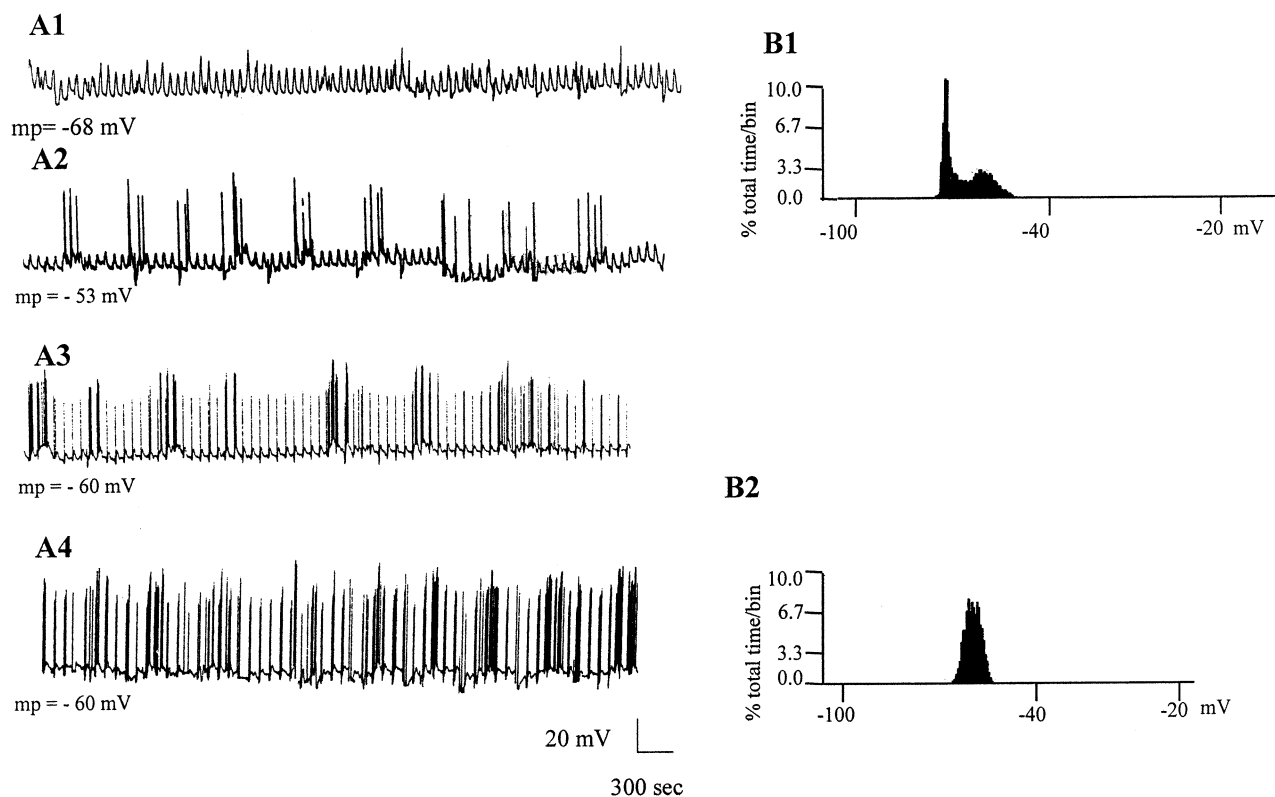 A1
mp= -68 mV
A2
mp = - 53 mV
A3
mp = - 60 mV
A4
mp = - 60 mV
20 mV
300 sec
B1
% total time/bin
10.0
6.7
3.3
0.0
-100
-40
-20 mV
B2
% total time/bin
10.0
6.7
3.3
0.0
-100
-40
-20 mV